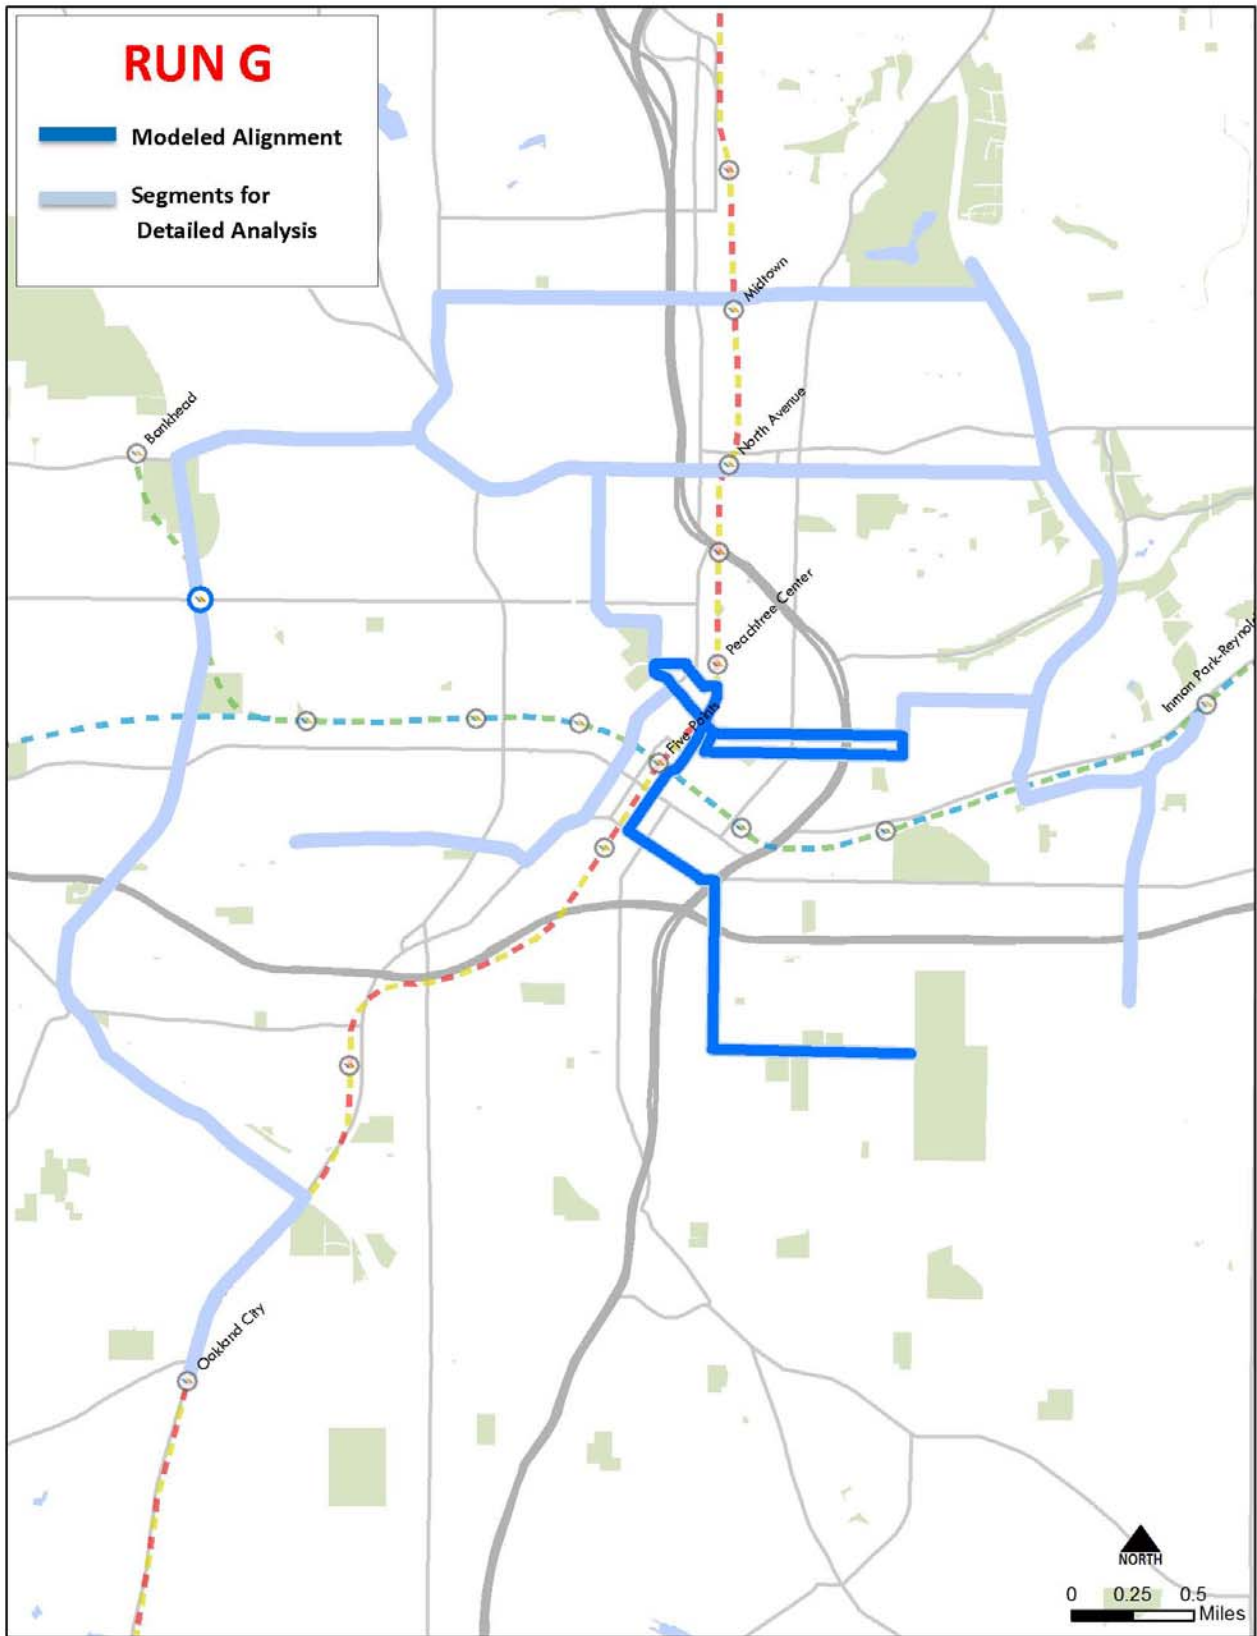 RUN G
Modeled Alignment
Segments for
Detailed Analysis
Midtown
Bankhead
North Avenue
Peachtree Center
Inman Park-Reynol
Five Points
Oakland City
NORTH
0 0.25 0.5
Miles